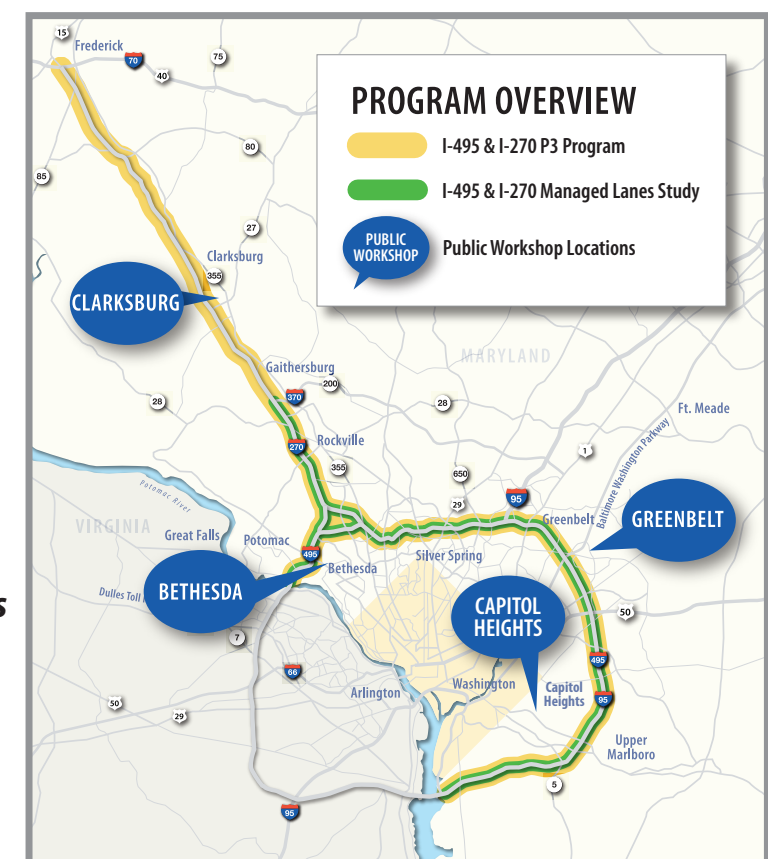 15
Frederick
70
75
40
PROGRAM OVERVIEW
I-495 & I-270 P3 Program
I-495 & I-270 Managed Lanes Study
PUBLIC
WORKSHOP
Public Workshop Locations
80
85
27
Clarksburg
355
CLARKSBURG
MARYLAND
Gaithersburg
370
200
28
28
Ft. Meade
270
Rockville
355
1
Baltimore Washington Parkway
650
29
95
Potomac River
VIRGINIA
Great Falls
Potomac
495
Greenbelt
GREENBELT
Silver Spring
Bethesda
BETHESDA
Dulles Toll
s
CAPITOL
HEIGHTS
50
7
66
495
Arlington
Washington
Capitol
Heights
95
50
29
Upper
Marlboro
5
95